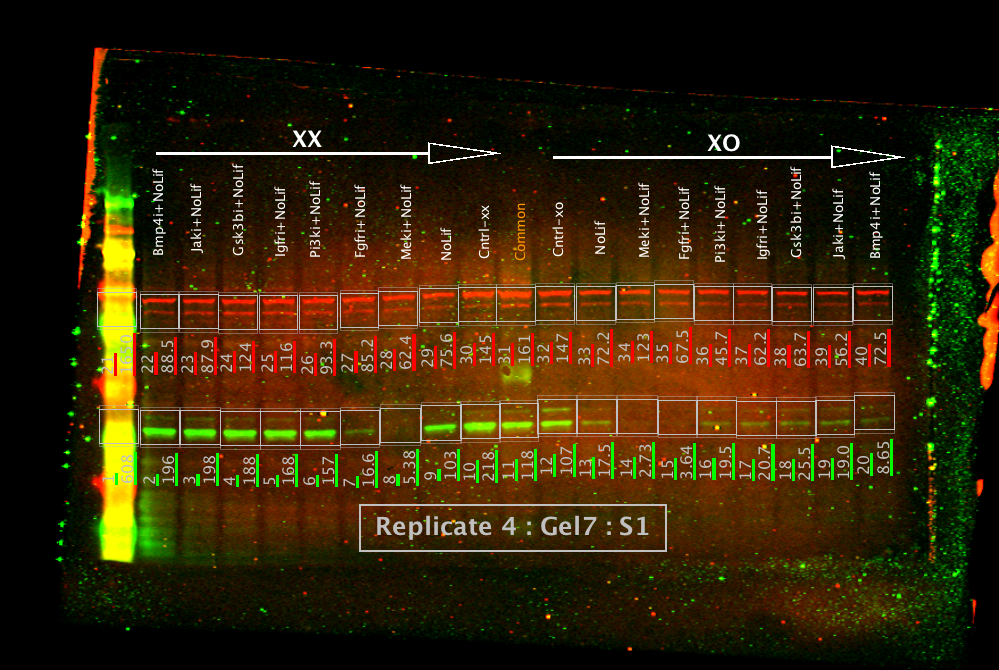 XX
XO
Bmp4i+NoLif
Jaki+NoLif
Gsk3bi+NoLif
Igfri+NoLif
Pi3ki+NoLif
Fgfri+NoLif
Meki+NoLif
NoLif
Cntrl-xx
Common
Cntrl-xo
NoLif
Meki+NoLif
Fgfri+NoLif
Pi3ki+NoLif
Igfri+NoLif
Gsk3bi+NoLif
Jaki+NoLif
Bmp4i+NoLif
21
22 88.5
23 87.9
24 124
25 116
26 93.3
27 85.2
28 62.4
29 75.6
30 145
31 161
32 147
33 72.2
34 123
35 67.5
36 45.7
37 62.2
38 63.7
39 56.2
40 72.5
1 608
2 196
3 198
4 188
5 168
6 157
7 16.6
8 5.38
9 103
10 218
11 118
12 107
13 17.5
14 2.73
15 3.64
16 19.5
17 20.7
18 25.5
19 19.0
20 8.65
Replicate 4 : Gel7 : S1